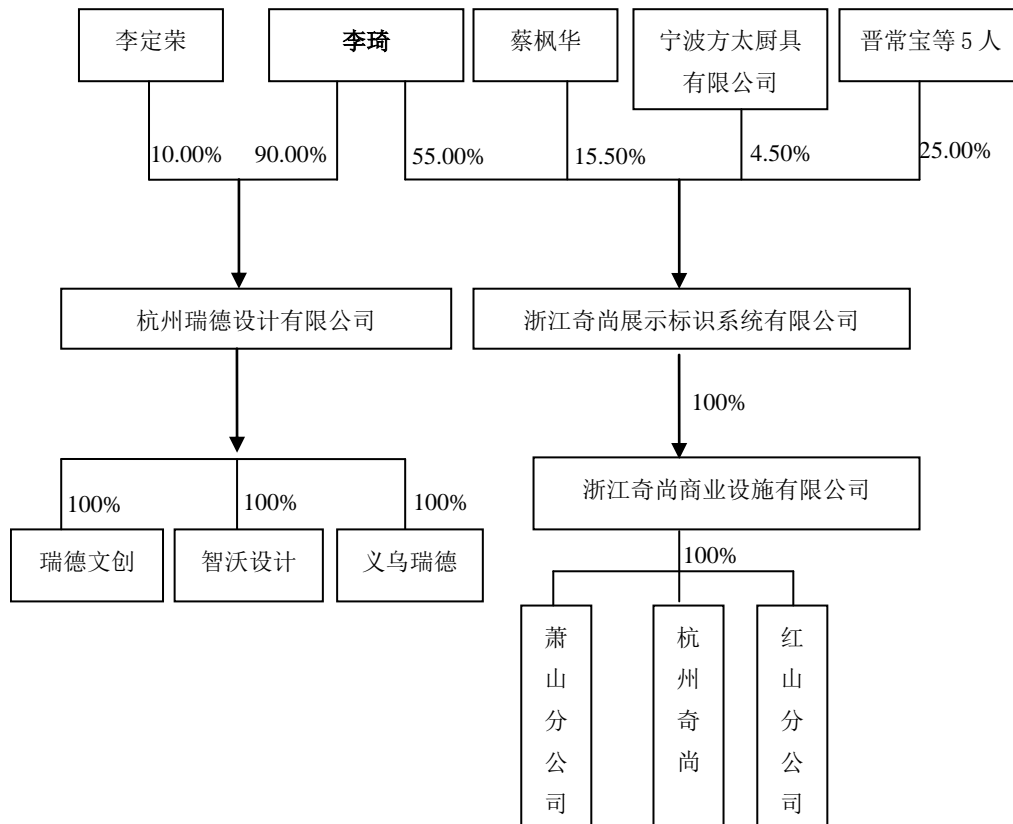 李定荣
李琦
蔡枫华
宁波方太厨具
有限公司
晋常宝等 5 人
10.00%
90.00%
55.00%
15.50%
4.50%
25.00%
杭州瑞德设计有限公司
浙江奇尚展示标识系统有限公司
100%
浙江奇尚商业设施有限公司
100%
100%
100%
瑞德文创
智沃设计
义乌瑞德
100%
萧山分公司
杭州奇尚
红山分公司